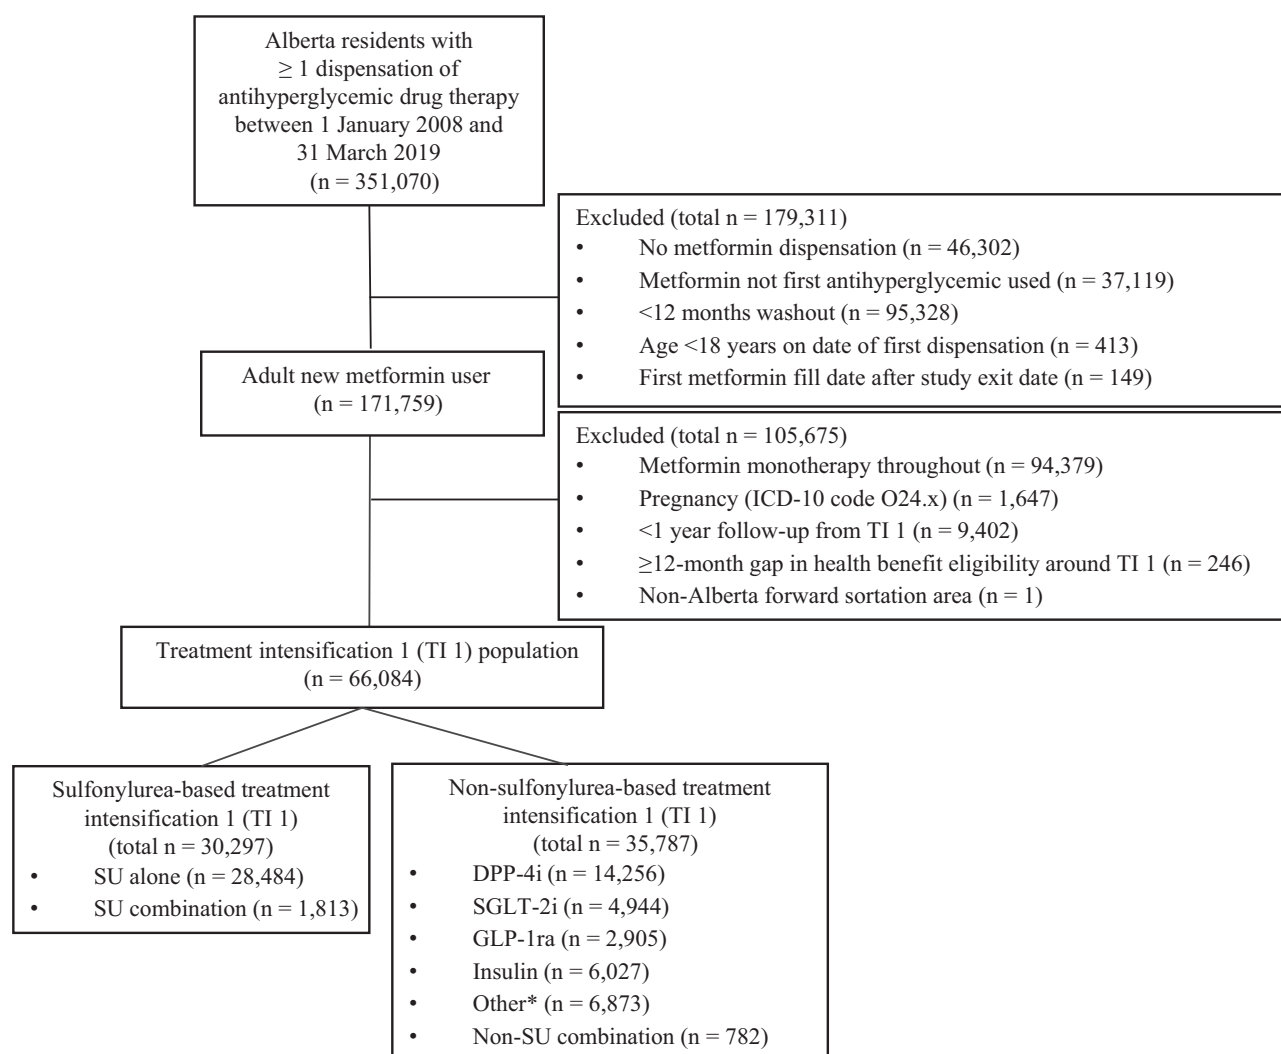 Alberta residents with
≥ 1 dispensation of
antihyperglycemic drug therapy
between 1 January 2008 and
31 March 2019
(n = 351,070)
Excluded (total n = 179,311)
• No metformin dispensation (n = 46,302)
• Metformin not first antihyperglycemic used (n = 37,119)
• <12 months washout (n = 95,328)
• Age <18 years on date of first dispensation (n = 413)
• First metformin fill date after study exit date (n = 149)
Adult new metformin user
(n = 171,759)
Excluded (total n = 105,675)
• Metformin monotherapy throughout (n = 94,379)
• Pregnancy (ICD-10 code O24.x) (n = 1,647)
• <1 year follow-up from TI 1 (n = 9,402)
• ≥12-month gap in health benefit eligibility around TI 1 (n = 246)
• Non-Alberta forward sortation area (n = 1)
Treatment intensification 1 (TI 1) population
(n = 66,084)
Sulfonylurea-based treatment
intensification 1 (TI 1)
(total n = 30,297)
• SU alone (n = 28,484)
• SU combination (n = 1,813)
Non-sulfonylurea-based treatment
intensification 1 (TI 1)
(total n = 35,787)
• DPP-4i (n = 14,256)
• SGLT-2i (n = 4,944)
• GLP-1ra (n = 2,905)
• Insulin (n = 6,027)
• Other* (n = 6,873)
• Non-SU combination (n = 782)